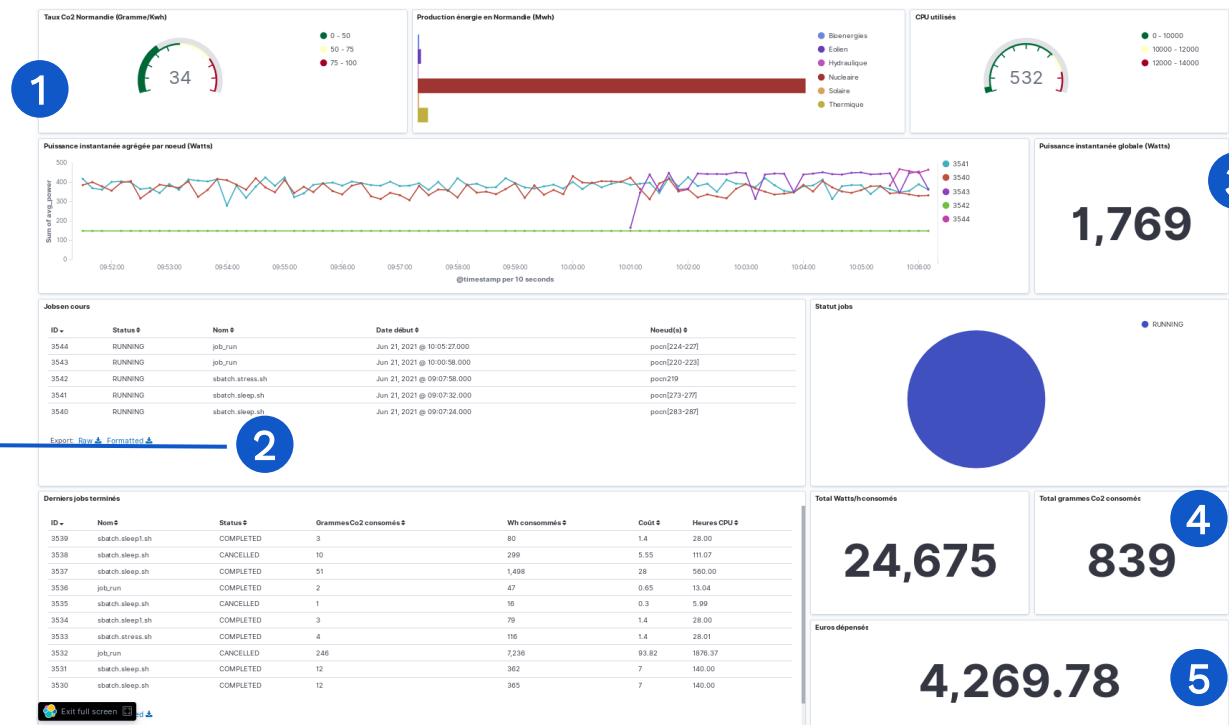 Taux Co2 Normandie (Gramme/Kwh)
0 - 50
50 - 75
75 - 100
34
1
Production énergie en Normandie (Mwh)
Bioenergies
Eolien
Hydraulique
Nucleaire
Solaire
Thermique
CPU utilisés
0 - 10000
10000 - 12000
12000 - 14000
532
Puissance instantanée agrégée par noeud (Watts)
Sum of avg_power
500
400
300
200
100
0
09:52:00 09:53:00 09:54:00 09:55:00 09:56:00 09:57:00 09:58:00 09:59:00 10:00:00 10:01:00 10:02:00 10:03:00 10:04:00 10:05:00 10:06:00
@timestamp per 10 seconds
3541
3540
3543
3542
3544
Puissance instantanée globale (Watts)
3
1,769
Jobs en cours
ID Status Nom Date début Noeud(s)
3544 RUNNING job_run Jun 21, 2021 @ 10:05:27.000 pocn[224-227]
3543 RUNNING job_run Jun 21, 2021 @ 10:00:58.000 pocn[220-223]
3542 RUNNING sbatch.stress.sh Jun 21, 2021 @ 09:07:58.000 pocn219
3541 RUNNING sbatch.sleep.sh Jun 21, 2021 @ 09:07:32.000 pocn[273-277]
3540 RUNNING sbatch.sleep.sh Jun 21, 2021 @ 09:07:24.000 pocn[283-287]
Export: Raw Formatted
2
Statut jobs
RUNNING
Derniers jobs terminés
ID Nom Status Grammes Co2 consomés Wh consommés Coût Heures CPU
3539 sbatch.sleep1.sh COMPLETED 3 80 1.4 28.00
3538 sbatch.sleep.sh CANCELLED 10 299 5.55 111.07
3537 sbatch.sleep.sh COMPLETED 51 1,498 28 560.00
3536 job_run COMPLETED 2 47 0.65 13.04
3535 sbatch.sleep.sh CANCELLED 1 16 0.3 5.99
3534 sbatch.sleep1.sh COMPLETED 3 79 1.4 28.00
3533 sbatch.stress.sh COMPLETED 4 116 1.4 28.01
3532 job_run CANCELLED 246 7,236 93.82 1876.37
3531 sbatch.sleep.sh COMPLETED 12 362 7 140.00
3530 sbatch.sleep.sh COMPLETED 12 365 7 140.00
Exit full screen ed
Total Watts/h consomés
24,675
Total grammes Co2 consomés
4
839
Euros dépensés
4,269.78
5